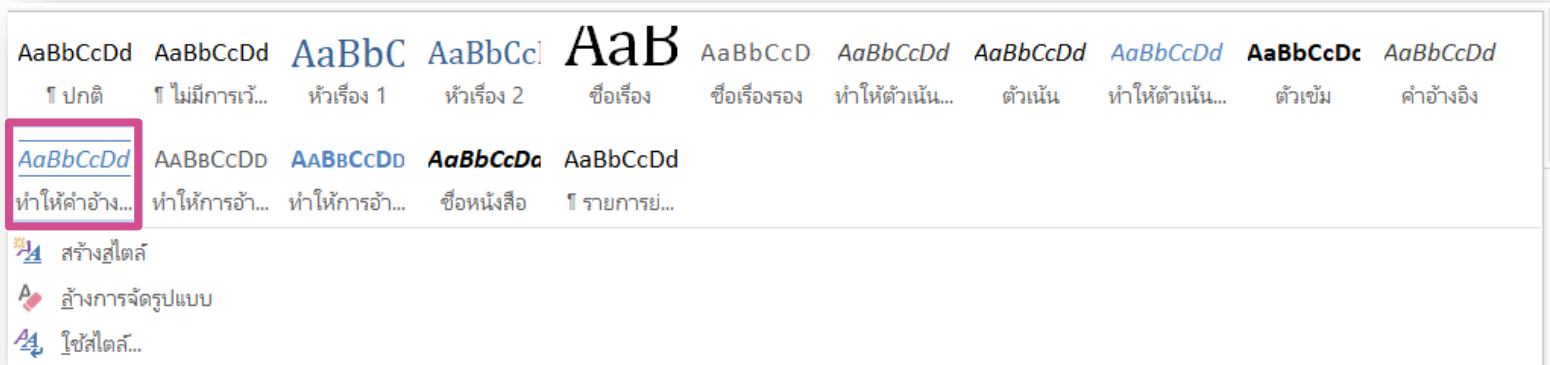 AaBbCcDd AaBbCcDd AaBbC AaBbCcl AaB AaBbCcD AaBbCcDd AaBbCcDd AaBbCcDd AaBbCcDc AaBbCcDd
¶ ปกติ ¶ ไม่มีการเว้... หัวเรื่อง 1 หัวเรื่อง 2 ชื่อเรื่อง ชื่อเรื่องรอง ทำให้ตัวเน้น... ตัวเน้น ทำให้ตัวเน้น... ตัวเข้ม คำอ้างอิง
AaBbCcDd AaBbCcDd AaBbCcDd AaBbCcDd AaBbCcDd
ทำให้คำอ้าง... ทำให้การอ้า... ทำให้การอ้า... ชื่อหนังสือ ¶ รายการย่...
สร้างสไตล์
ล้างการจัดรูปแบบ
ใช้สไตล์...